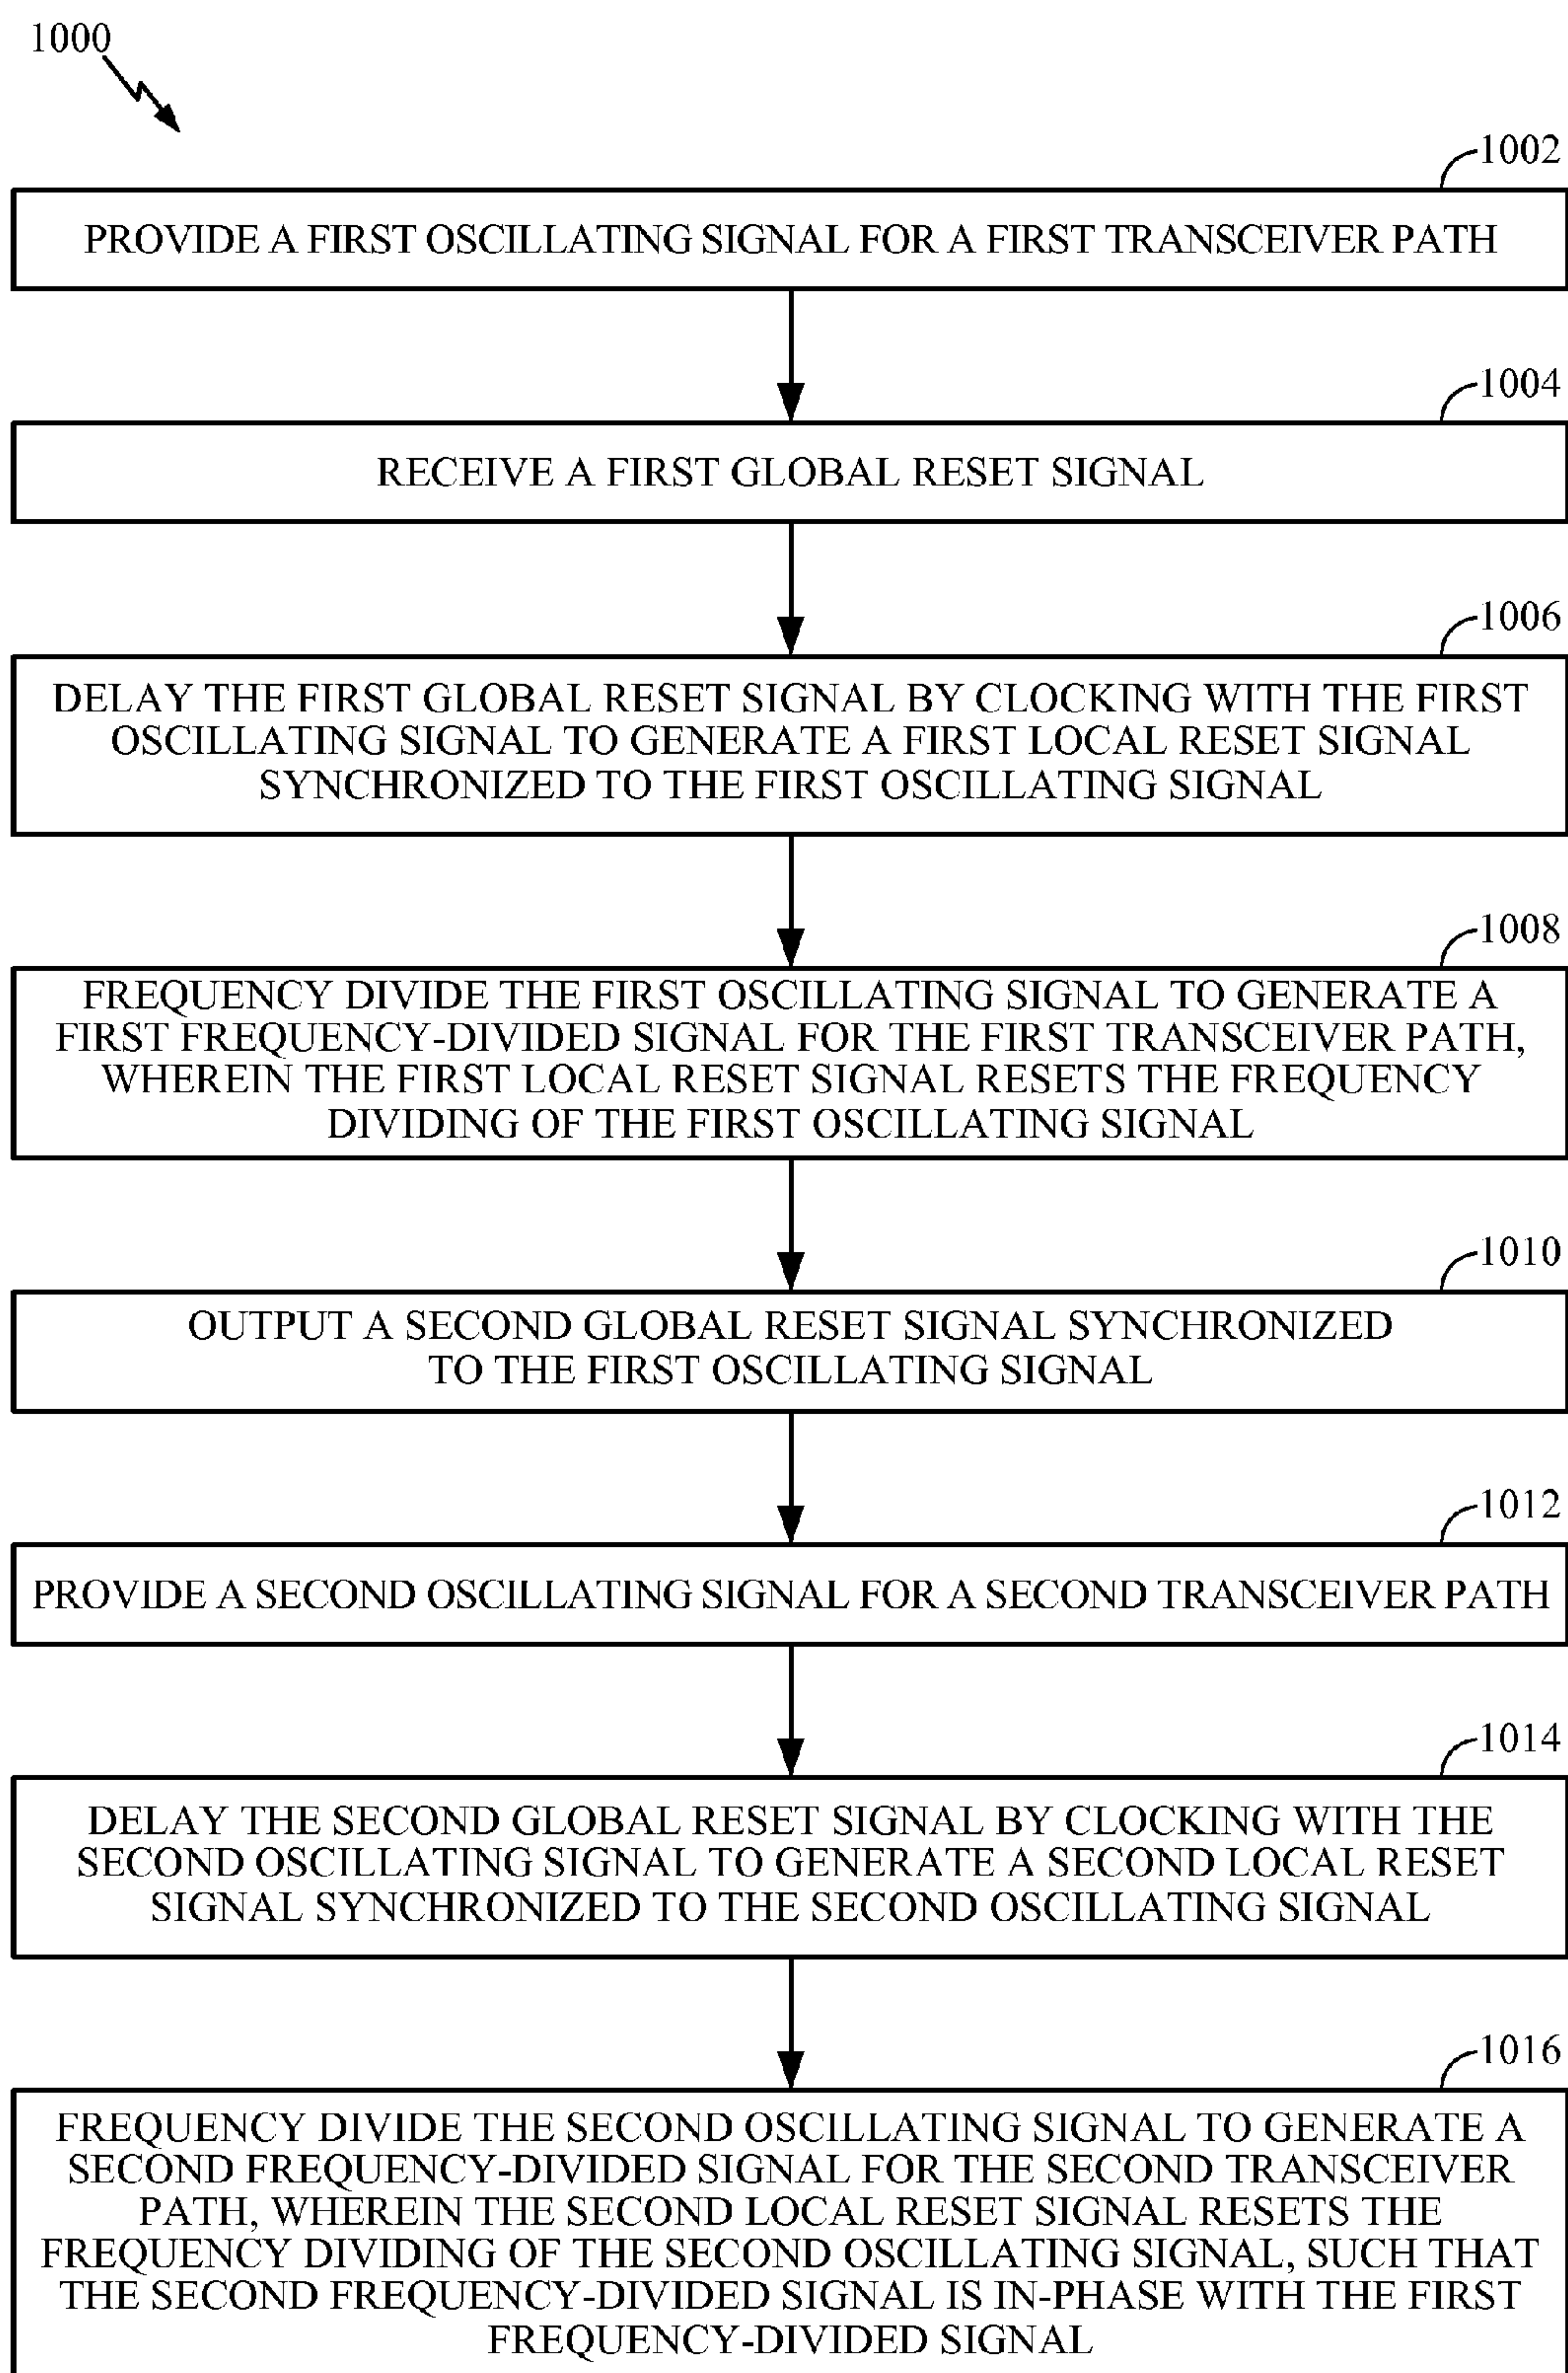 1000
1002
PROVIDE A FIRST OSCILLATING SIGNAL FOR A FIRST TRANSCEIVER PATH
1004
RECEIVE A FIRST GLOBAL RESET SIGNAL
1006
DELAY THE FIRST GLOBAL RESET SIGNAL BY CLOCKING WITH THE FIRST
OSCILLATING SIGNAL TO GENERATE A FIRST LOCAL RESET SIGNAL
SYNCHRONIZED TO THE FIRST OSCILLATING SIGNAL
1008
FREQUENCY DIVIDE THE FIRST OSCILLATING SIGNAL TO GENERATE A
FIRST FREQUENCY-DIVIDED SIGNAL FOR THE FIRST TRANSCEIVER PATH,
WHEREIN THE FIRST LOCAL RESET SIGNAL RESETS THE FREQUENCY
DIVIDING OF THE FIRST OSCILLATING SIGNAL
1010
OUTPUT A SECOND GLOBAL RESET SIGNAL SYNCHRONIZED
TO THE FIRST OSCILLATING SIGNAL
1012
PROVIDE A SECOND OSCILLATING SIGNAL FOR A SECOND TRANSCEIVER PATH
1014
DELAY THE SECOND GLOBAL RESET SIGNAL BY CLOCKING WITH THE
SECOND OSCILLATING SIGNAL TO GENERATE A SECOND LOCAL RESET
SIGNAL SYNCHRONIZED TO THE SECOND OSCILLATING SIGNAL
1016
FREQUENCY DIVIDE THE SECOND OSCILLATING SIGNAL TO GENERATE A
SECOND FREQUENCY-DIVIDED SIGNAL FOR THE SECOND TRANSCEIVER
PATH, WHEREIN THE SECOND LOCAL RESET SIGNAL RESETS THE
FREQUENCY DIVIDING OF THE SECOND OSCILLATING SIGNAL, SUCH THAT
THE SECOND FREQUENCY-DIVIDED SIGNAL IS IN-PHASE WITH THE FIRST
FREQUENCY-DIVIDED SIGNAL